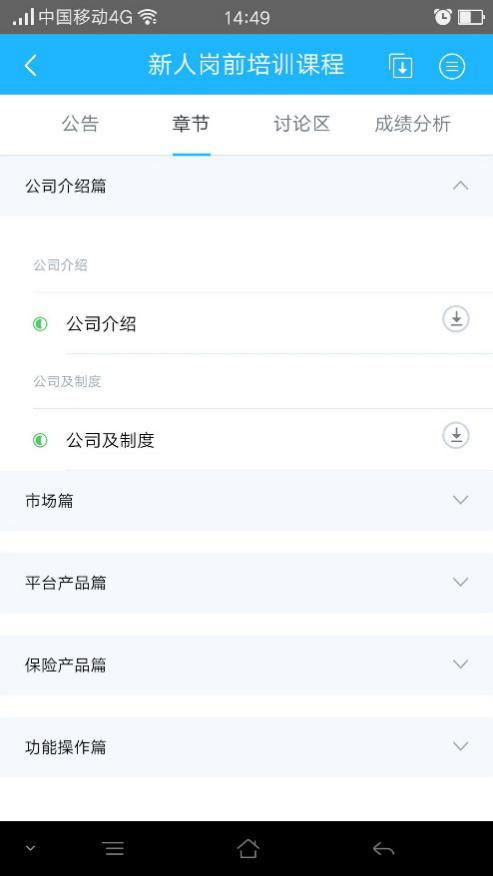 中国移动4G 14:49
新人岗前培训课程
公告 章节 讨论区 成绩分析
公司介绍篇
公司介绍
公司介绍
公司及制度
公司及制度
市场篇
平台产品篇
保险产品篇
功能操作篇